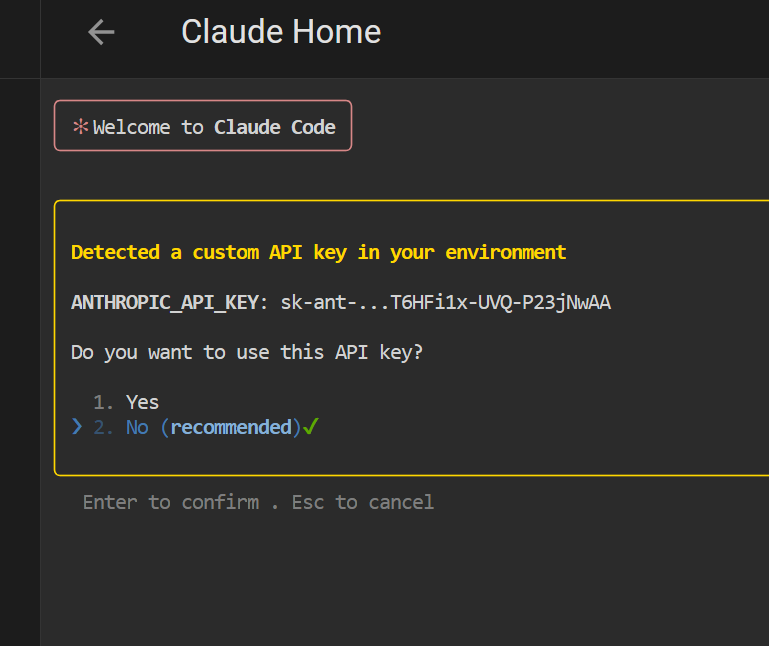 Claude Home
✻ Welcome to Claude Code
Detected a custom API key in your environment
ANTHROPIC_API_KEY: sk-ant-...T6HFi1x-UVQ-P23jNwAA
Do you want to use this API key?
1. Yes
❯ 2. No (recommended)✓
Enter to confirm . Esc to cancel